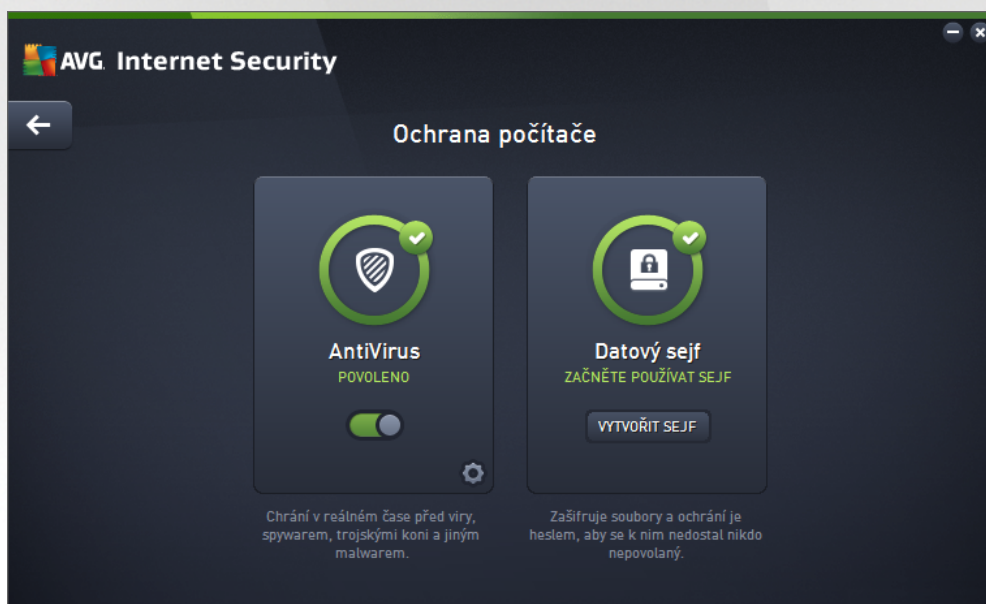 AVG Internet Security
Ochrana počítače
AntiVirus
POVOLENO
Chrání v reálném čase před viry,
spywarem, trojskými koni a jiným
malwarem.
Datový sejf
ZAČNĚTE POUŽÍVAT SEJF
VYTVOŘIT SEJF
Zašifruje soubory a ochrání je
heslem, aby se k nim nedostal nikdo
nepovolaný.